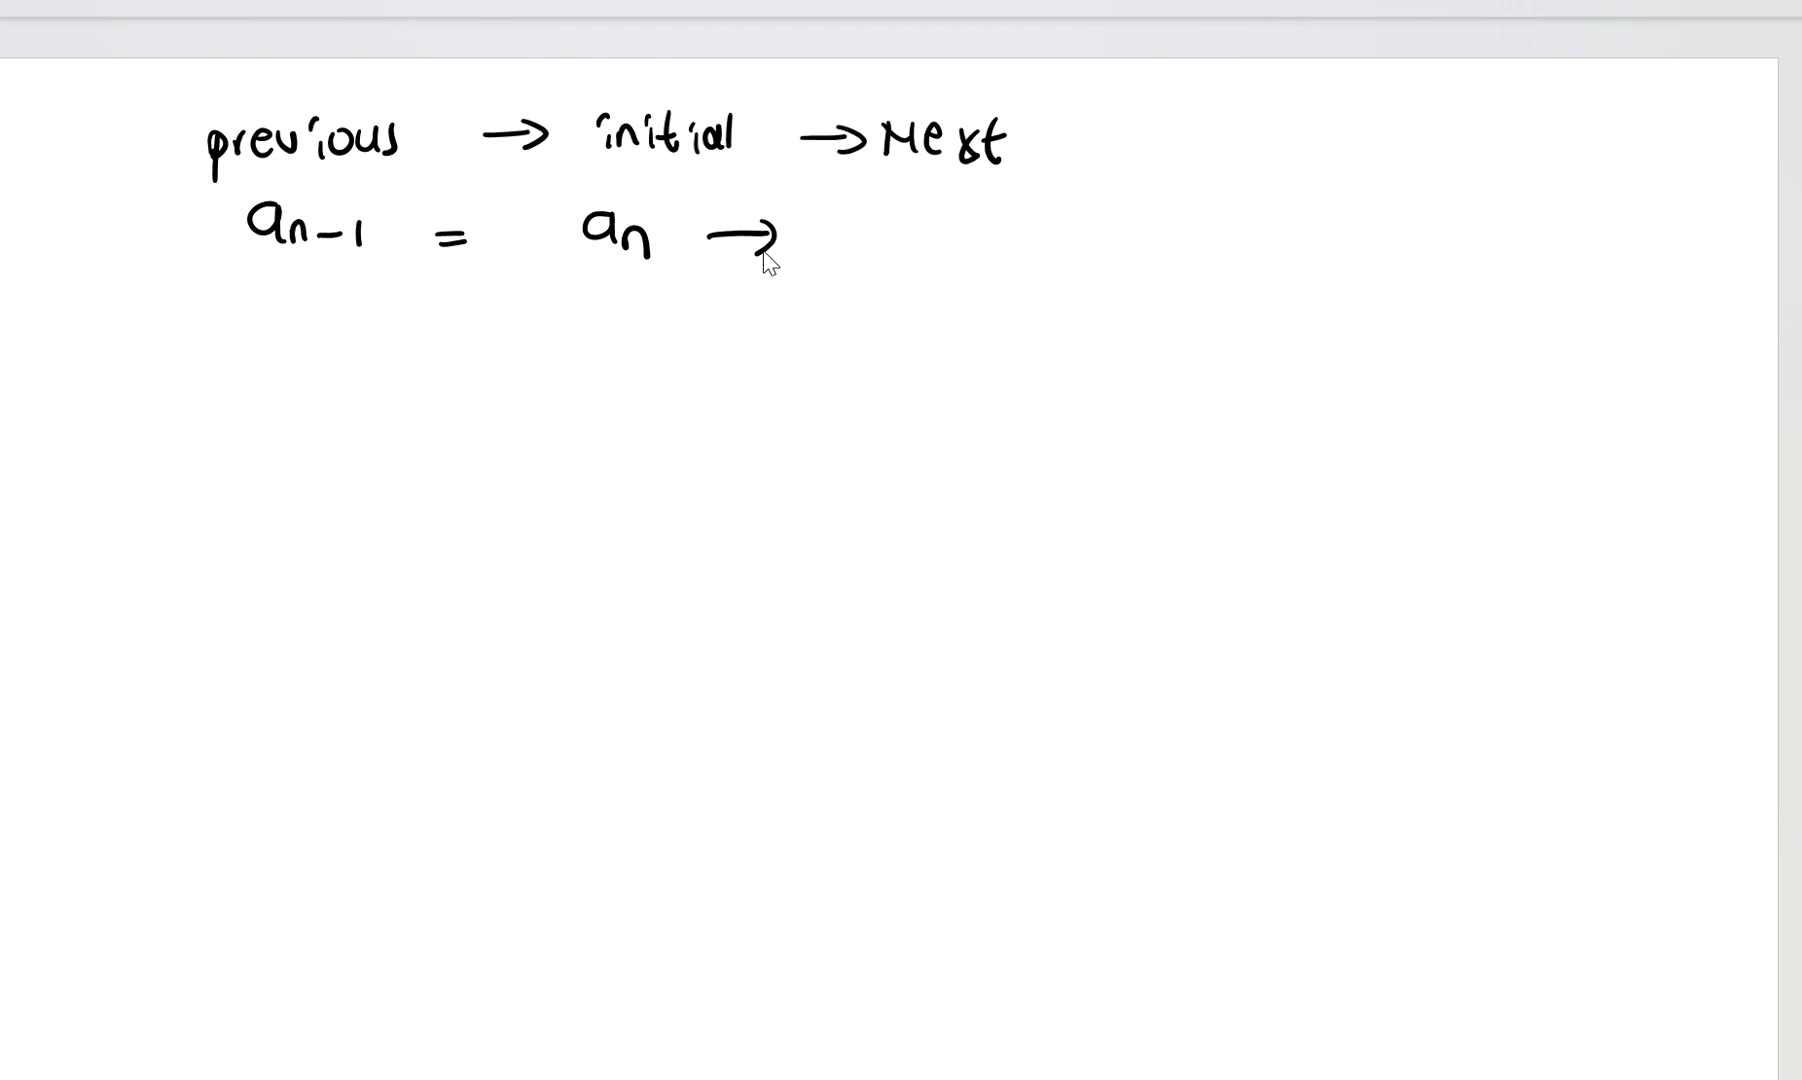 previous → initial → Next
aₙ₋₁ = aₙ →